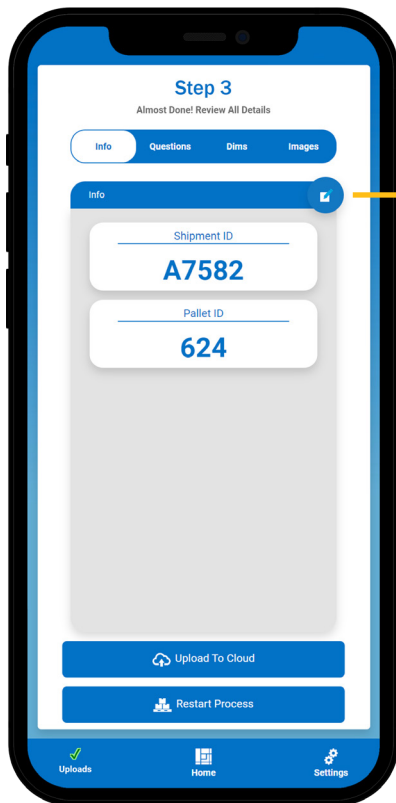 Step 3
Almost Done! Review All Details
Info Questions Dims Images
Info
Shipment ID
A7582
Pallet ID
624
Upload To Cloud
Restart Process
Uploads Home Settings